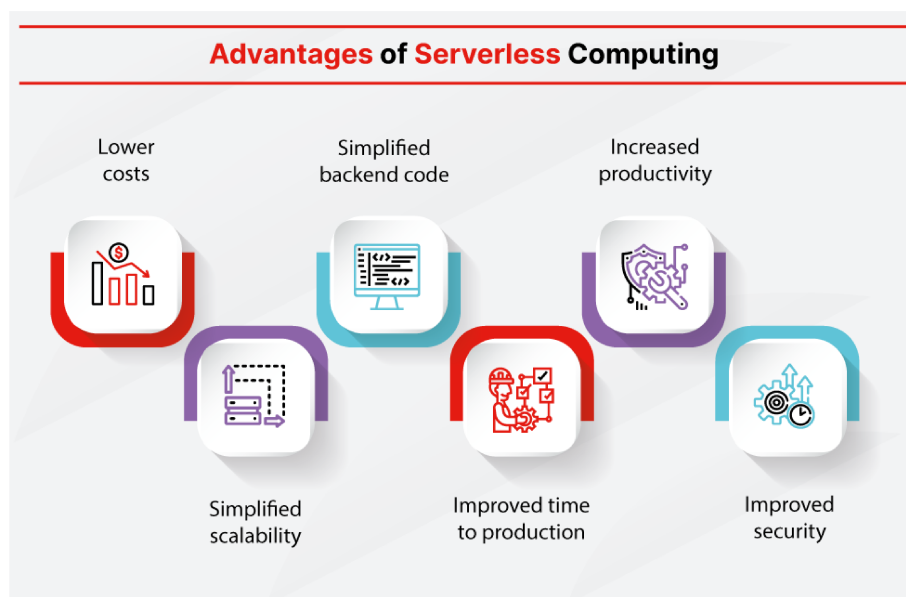 Advantages of Serverless Computing
Lower
costs
Simplified
backend code
Increased
productivity
Simplified
scalability
Improved time
to production
Improved
security